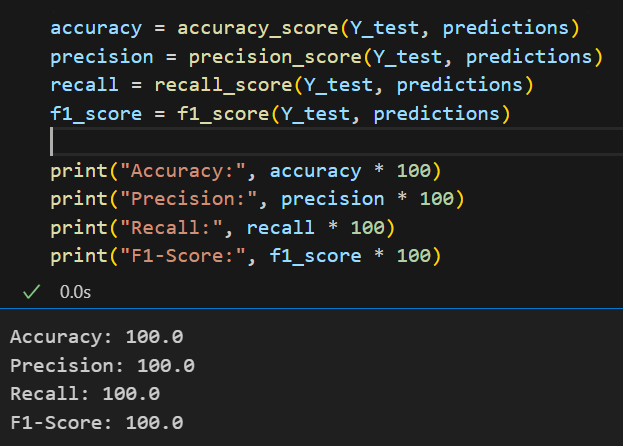 accuracy = accuracy_score(Y_test, predictions)
precision = precision_score(Y_test, predictions)
recall = recall_score(Y_test, predictions)
f1_score = f1_score(Y_test, predictions)
print("Accuracy:", accuracy * 100)
print("Precision:", precision * 100)
print("Recall:", recall * 100)
print("F1-Score:", f1_score * 100)
0.0s
Accuracy: 100.0
Precision: 100.0
Recall: 100.0
F1-Score: 100.0